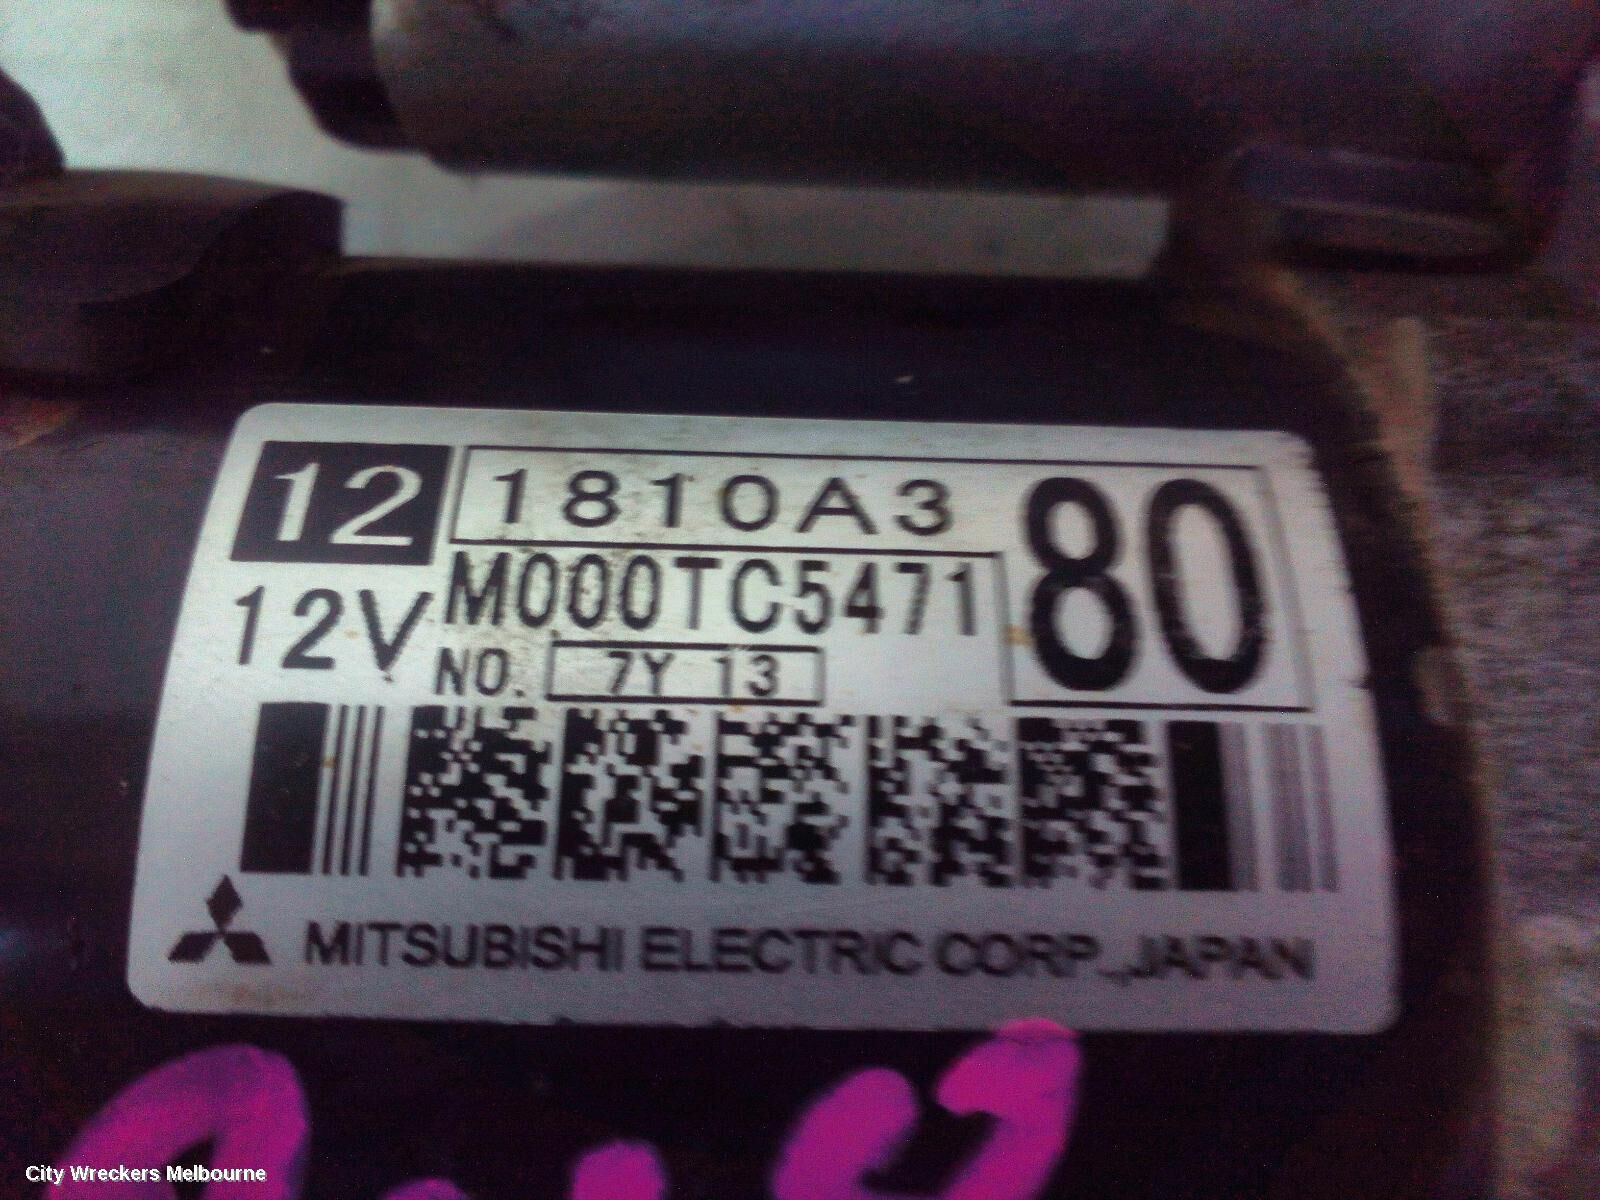 12 1810A3 80
12V M000TC5471
NO. 7Y 13
MITSUBISHI ELECTRIC CORP., JAPAN
City Wreckers Melbourne